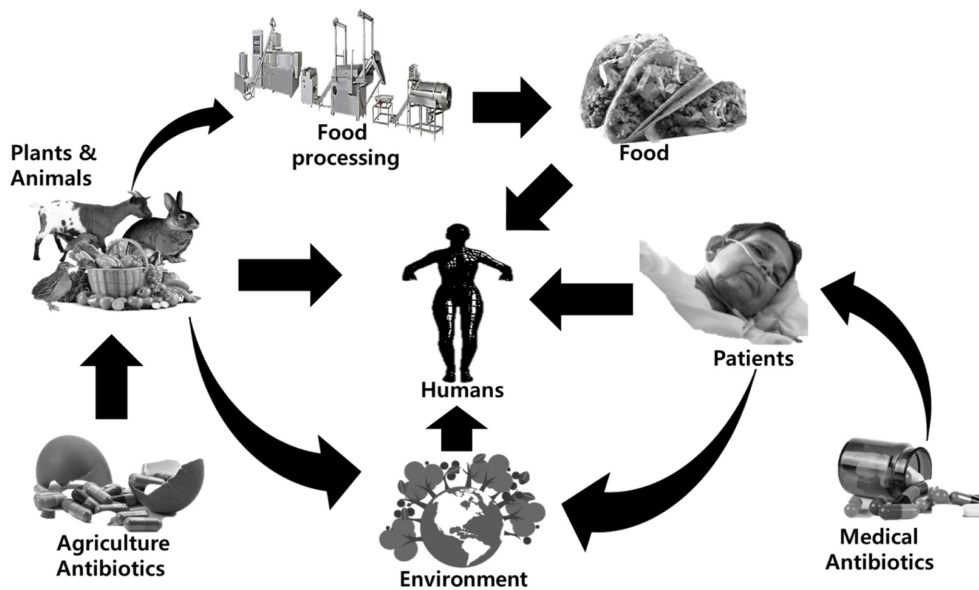 Food
processing
Food
Plants &
Animals
Patients
Humans
Agriculture
Antibiotics
Environment
Medical
Antibiotics